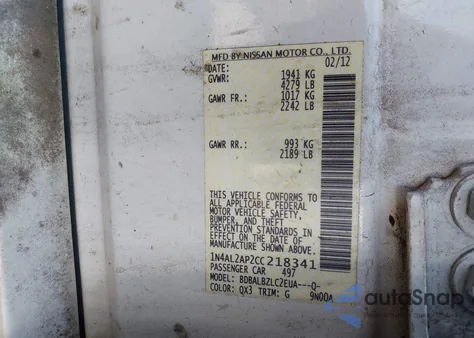 MFD BY NISSAN MOTOR CO., LTD.
DATE: 02/12
GVWR: 1941 KG
4279 LB
GAWR FR.: 1017 KG
2242 LB
GAWR RR.: 993 KG
2189 LB
THIS VEHICLE CONFORMS TO
ALL APPLICABLE FEDERAL
MOTOR VEHICLE SAFETY,
BUMPER, AND THEFT
PREVENTION STANDARDS
IN EFFECT ON THE DATE OF
MANUFACTURE SHOWN ABOVE.
1N4AL2AP2CC218341
PASSENGER CAR 497
MODEL: BDBALBZLC2EUA---Q-
COLOR: QX3 TRIM: G 9N00A
autoSnap